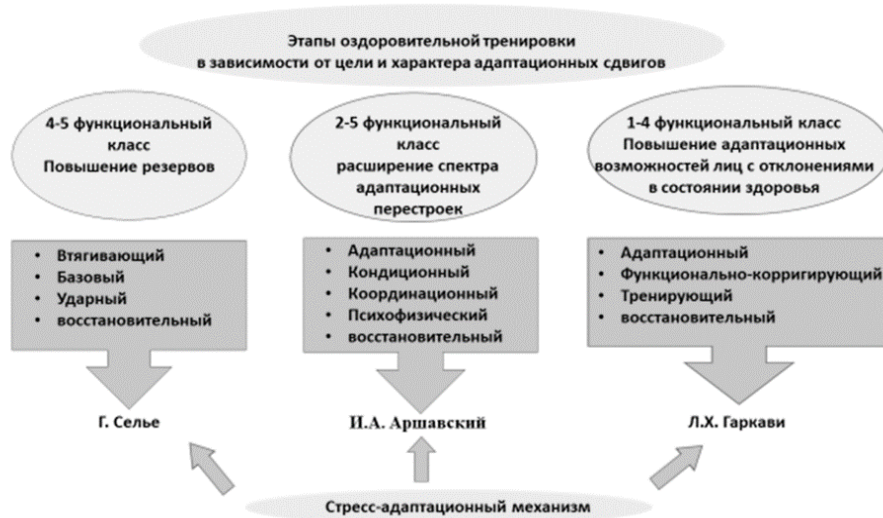 Этапы оздоровительной тренировки
в зависимости от цели и характера адаптационных сдвигов
4-5 функциональный
класс
Повышение резервов
2-5 функциональный
класс
расширение спектра
адаптационных
перестроек
1-4 функциональный класс
Повышение адаптационных
возможностей лиц с отклонениями
в состоянии здоровья
• Втягивающий
• Базовый
• Ударный
• восстановительный
• Адаптационный
• Кондиционный
• Координационный
• Психофизический
• восстановительный
• Адаптационный
• Функционально-корригирующий
• Тренирующий
• восстановительный
Г. Селье
И.А. Аршавский
Л.Х. Гаркави
Стресс-адаптационный механизм